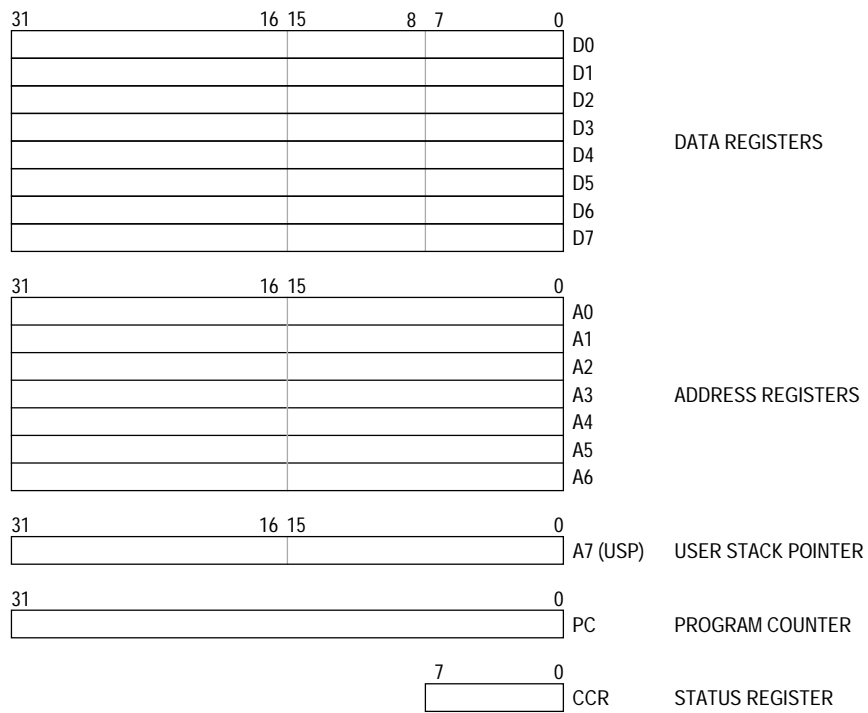 31 16 15 8 7 0
D0
D1
D2
D3
D4
D5
D6
D7
DATA REGISTERS
31 16 15 0
A0
A1
A2
A3
A4
A5
A6
ADDRESS REGISTERS
31 16 15 0
A7 (USP) USER STACK POINTER
31 0
PC PROGRAM COUNTER
7 0
CCR STATUS REGISTER